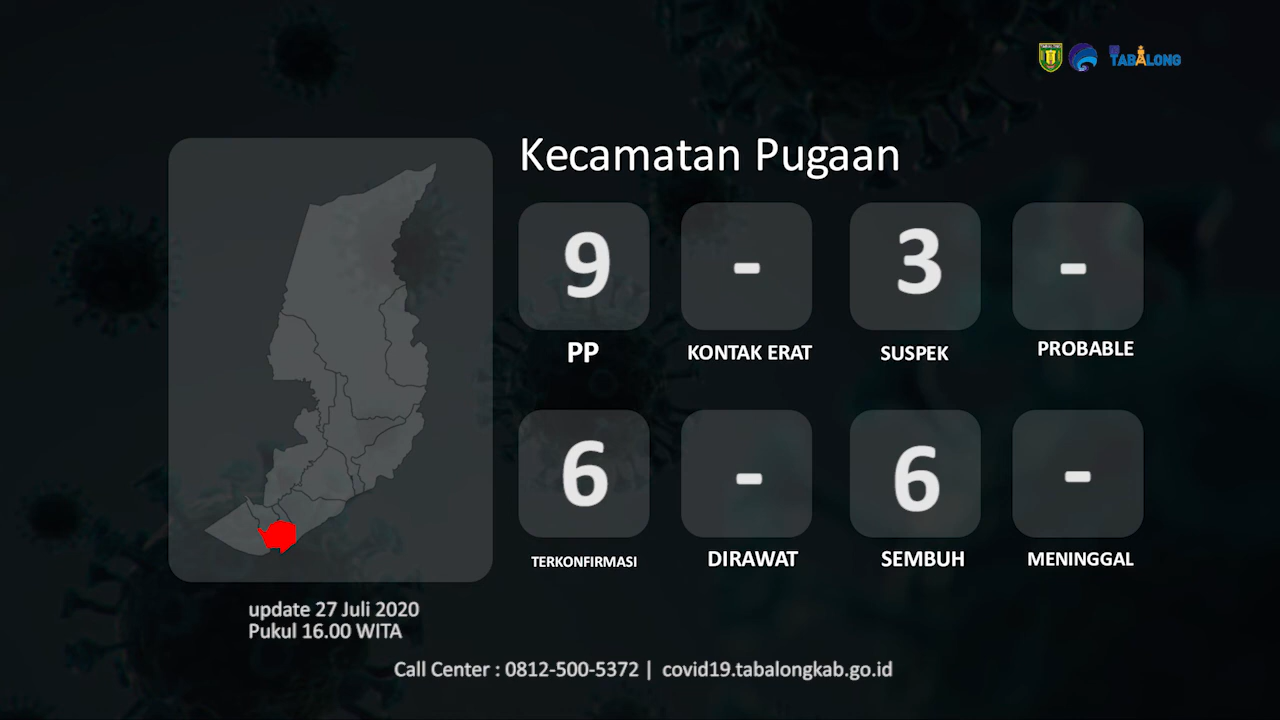 TABALONG
Kecamatan Pugaan
9 - 3 -
PP KONTAK ERAT SUSPEK PROBABLE
6 - 6 -
TERKONFIRMASI DIRAWAT SEMBUH MENINGGAL
update 27 Juli 2020
Pukul 16.00 WITA
Call Center : 0812-500-5372 | covid19.tabalongkab.go.id